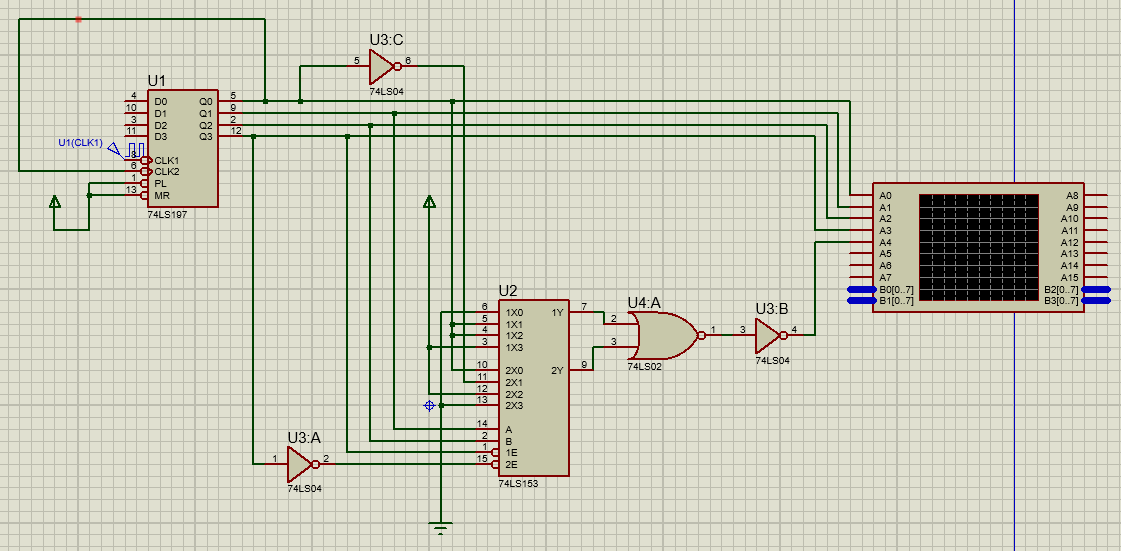 U3:C
5 6
74LS04
U1
4 D0 Q0 5
10 D1 Q1 9
3 D2 Q2 2
11 D3 Q3 12
U1(CLK1)
8 CLK1
6 CLK2
1 PL
13 MR
74LS197
A0 A8
A1 A9
A2 A10
A3 A11
A4 A12
A5 A13
A6 A14
A7 A15
B0[0..7] B2[0..7]
B1[0..7] B3[0..7]
U2
6 1X0 1Y 7
5 1X1
4 1X2
3 1X3
10 2X0 2Y 9
11 2X1
12 2X2
13 2X3
14 A
2 B
1 1E
15 2E
74LS153
U4:A
2
3
1
74LS02
U3:B
3 4
74LS04
U3:A
1 2
74LS04